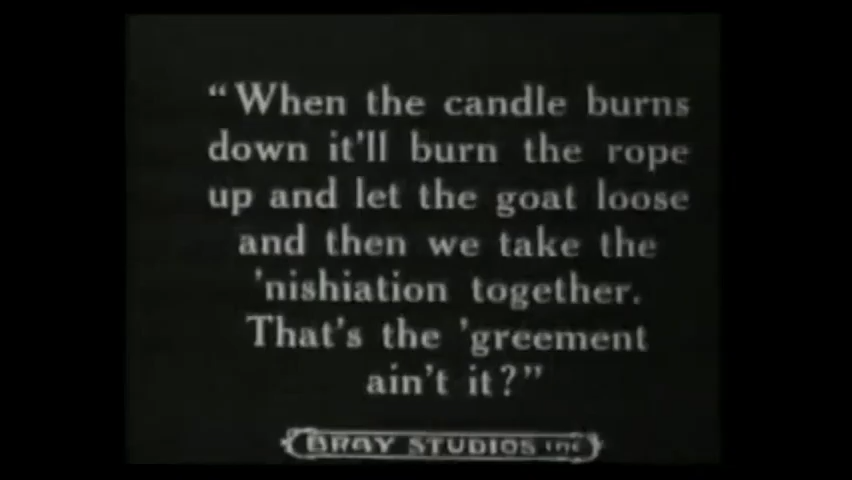 “When the candle burns
down it'll burn the rope
up and let the goat loose
and then we take the
'nishiation together.
That's the 'greement
ain't it?”
BRAY STUDIOS INC